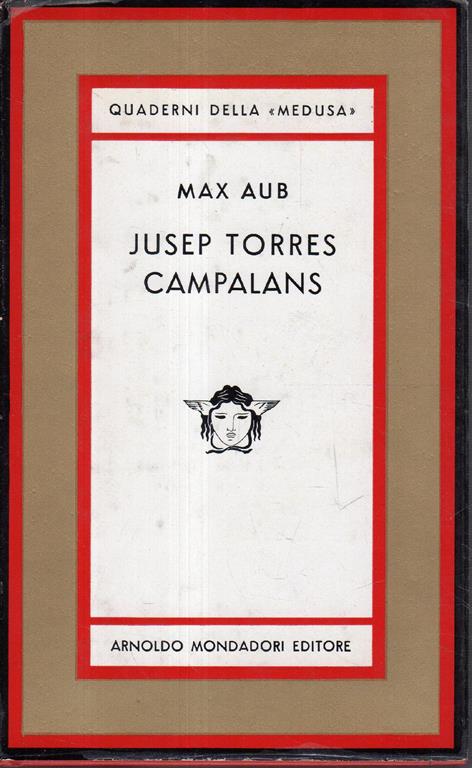 QUADERNI DELLA «MEDUSA»
MAX AUB
JUSEP TORRES
CAMPALANS
ARNOLDO MONDADORI EDITORE